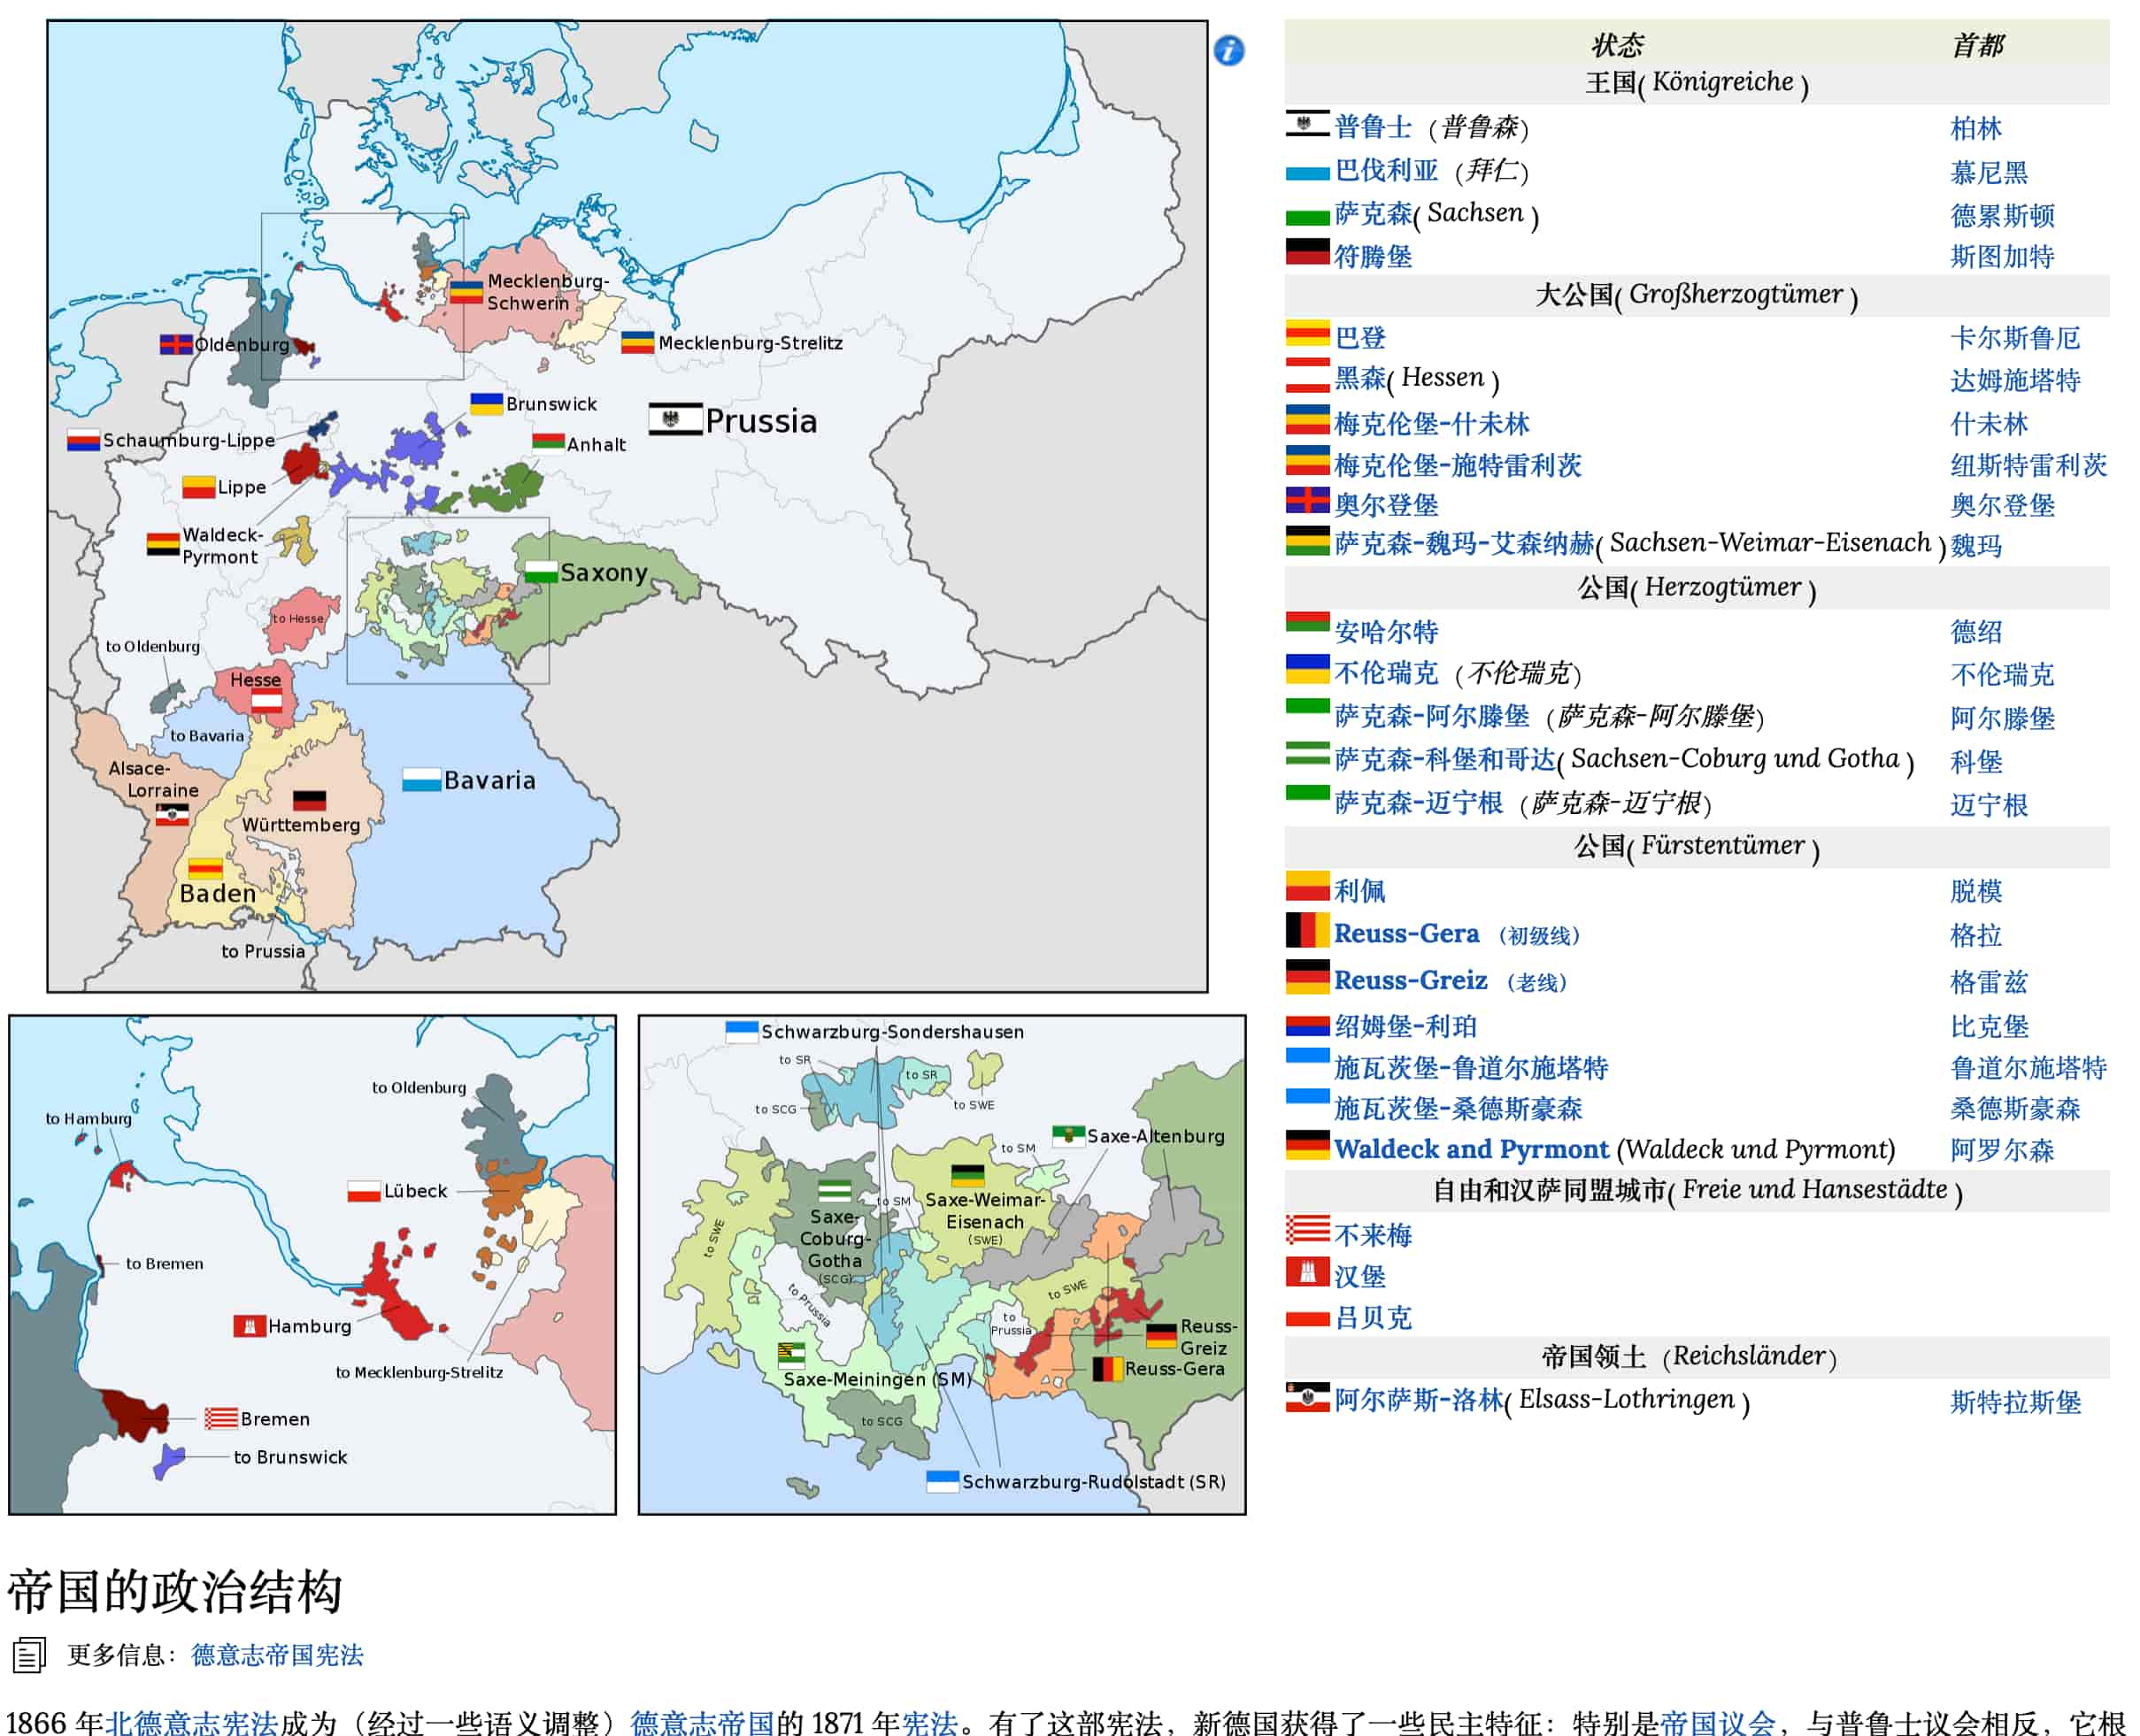 Mecklenburg-
Schwerin
Oldenburg
Mecklenburg-Strelitz
Brunswick
Prussia
Schaumburg-Lippe
Anhalt
Lippe
Waldeck-
Pyrmont
Saxony
to Hesse
to Oldenburg
Hesse
to Bavaria
Alsace-
Lorraine
Bavaria
Württemberg
Baden
to Prussia
to Oldenburg
to Hamburg
Lübeck
to Bremen
Hamburg
to Mecklenburg-Strelitz
Bremen
to Brunswick
Schwarzburg-Sondershausen
to SR
to SR
to SCG
to SWE
Saxe-Altenburg
to SM
to SM
Saxe-Weimar-
Eisenach
(SWE)
Saxe-
Coburg-
Gotha
(SCG)
to SWE
to Prussia
to SWE
to
Prussia
Reuss-
Greiz
Reuss-Gera
Saxe-Meiningen (SM)
to SCG
Schwarzburg-Rudolstadt (SR)
状态 首都
王国( Königreiche )
普鲁士 （普鲁森） 柏林
巴伐利亚 （拜仁） 慕尼黑
萨克森( Sachsen ) 德累斯顿
符腾堡 斯图加特
大公国( Großherzogtümer )
巴登 卡尔斯鲁厄
黑森( Hessen ) 达姆施塔特
梅克伦堡-什未林 什未林
梅克伦堡-施特雷利茨 纽斯特雷利茨
奥尔登堡 奥尔登堡
萨克森-魏玛-艾森纳赫( Sachsen-Weimar-Eisenach ) 魏玛
公国( Herzogtümer )
安哈尔特 德绍
不伦瑞克 （不伦瑞克） 不伦瑞克
萨克森-阿尔滕堡 （萨克森-阿尔滕堡） 阿尔滕堡
萨克森-科堡和哥达( Sachsen-Coburg und Gotha ) 科堡
萨克森-迈宁根 （萨克森-迈宁根） 迈宁根
公国( Fürstentümer )
利佩 脱模
Reuss-Gera （初级线） 格拉
Reuss-Greiz （老线） 格雷兹
绍姆堡-利珀 比克堡
施瓦茨堡-鲁道尔施塔特 鲁道尔施塔特
施瓦茨堡-桑德斯豪森 桑德斯豪森
Waldeck and Pyrmont (Waldeck und Pyrmont) 阿罗尔森
自由和汉萨同盟城市( Freie und Hansestädte )
不来梅
汉堡
吕贝克
帝国领土 （Reichsländer）
阿尔萨斯-洛林( Elsass-Lothringen ) 斯特拉斯堡
帝国的政治结构
更多信息：德意志帝国宪法
1866 年北德意志宪法成为（经过一些语义调整）德意志帝国的 1871 年宪法。有了这部宪法，新德国获得了一些民主特征：特别是帝国议会，与普鲁士议会相反，它根